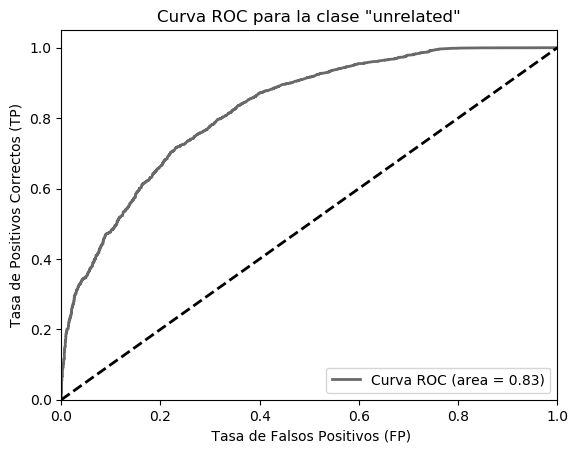 Curva ROC para la clase "unrelated"
Tasa de Positivos Correctos (TP)
1.0
0.8
0.6
0.4
0.2
0.0
Curva ROC (area = 0.83)
0.0 0.2 0.4 0.6 0.8 1.0
Tasa de Falsos Positivos (FP)